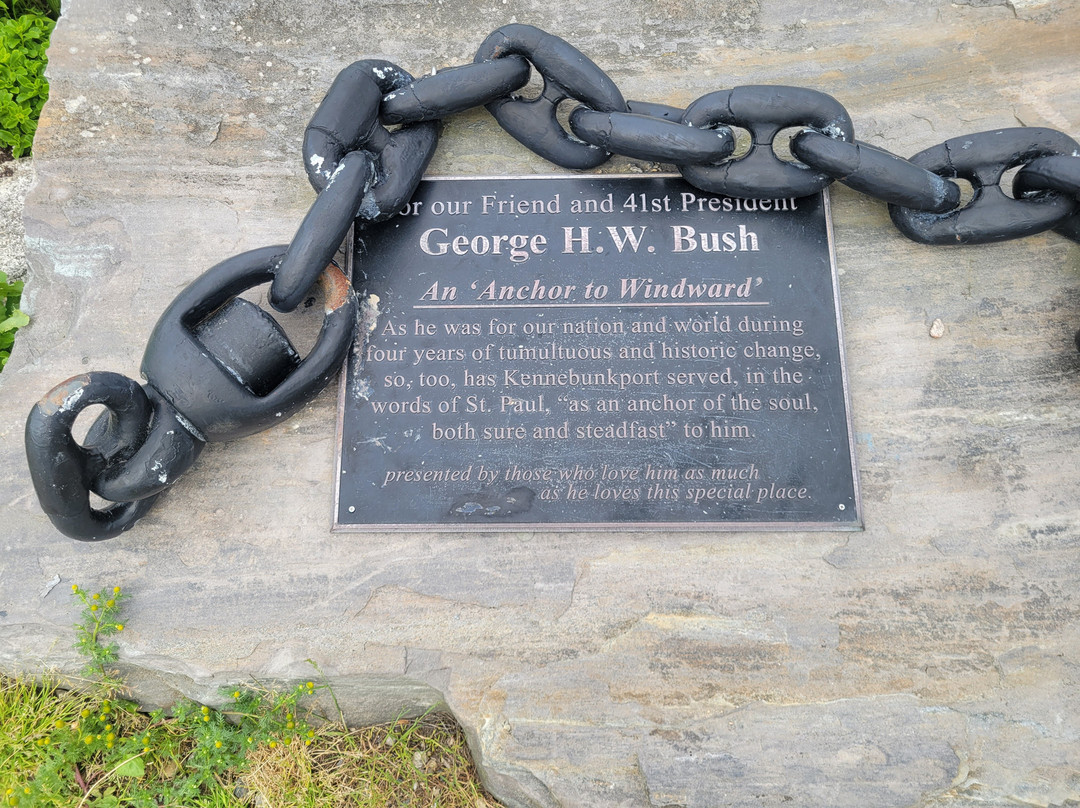 or our Friend and 41st President
George H.W. Bush
An ‘Anchor to Windward’
As he was for our nation and world during
four years of tumultuous and historic change,
so, too, has Kennebunkport served, in the
words of St. Paul, “as an anchor of the soul,
both sure and steadfast” to him.
presented by those who love him as much
as he loves this special place.